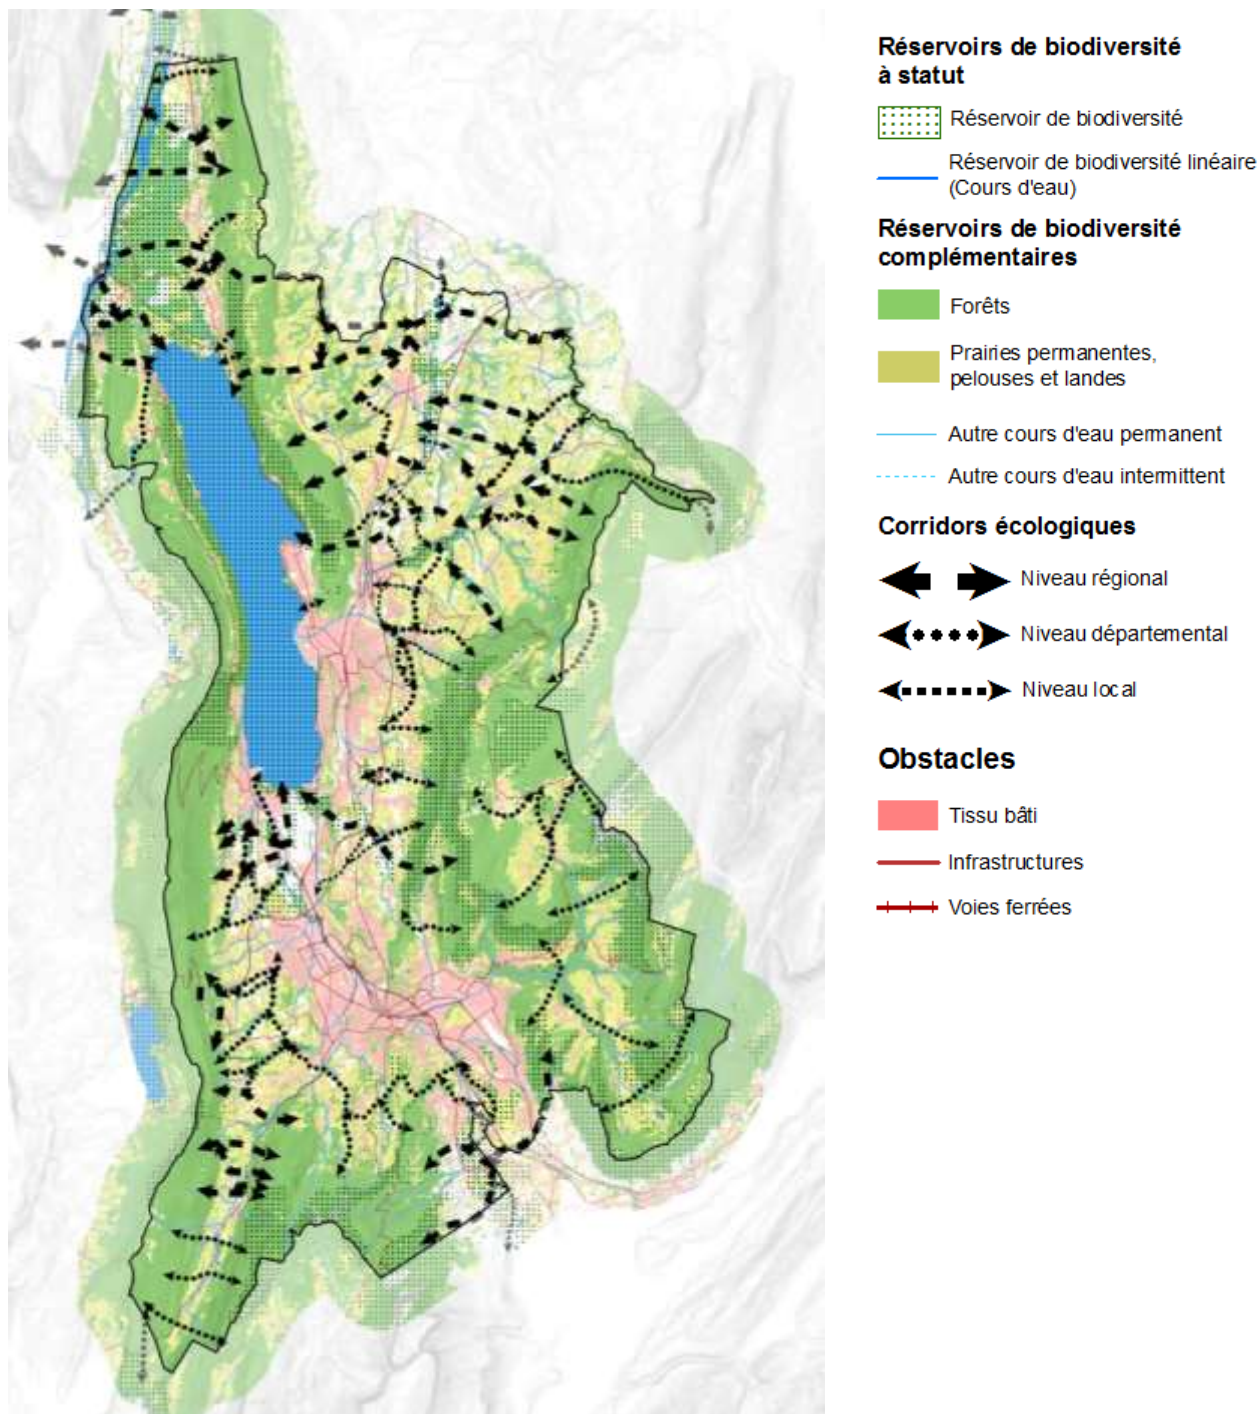 Réservoirs de biodiversité
à statut
Réservoir de biodiversité
Réservoir de biodiversité linéaire
(Cours d'eau)
Réservoirs de biodiversité
complémentaires
Forêts
Prairies permanentes,
pelouses et landes
Autre cours d'eau permanent
Autre cours d'eau intermittent
Corridors écologiques
Niveau régional
Niveau départemental
Niveau local
Obstacles
Tissu bâti
Infrastructures
Voies ferrées